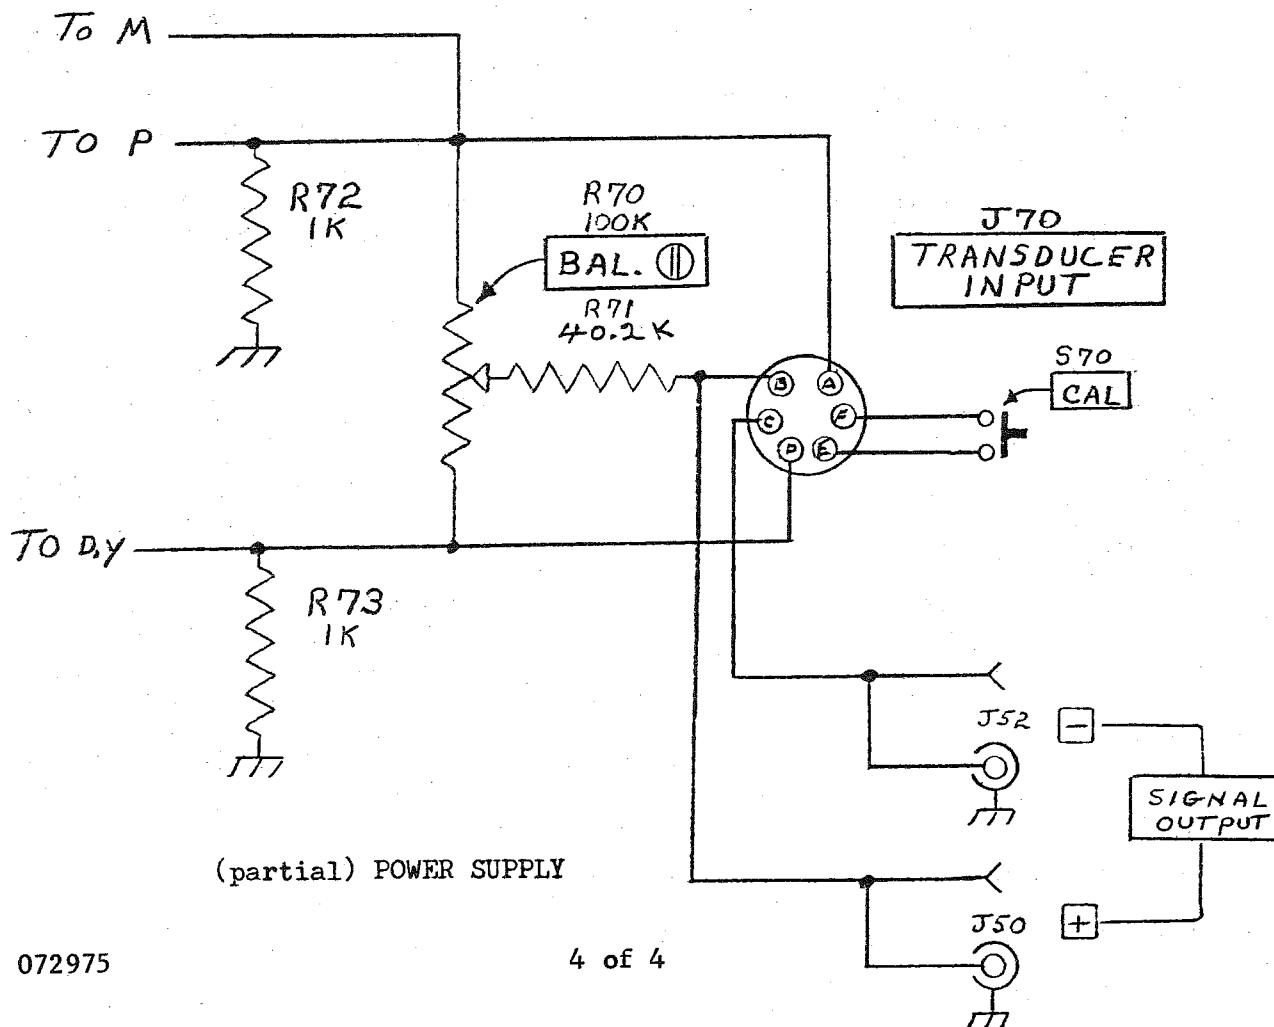 To M
TO P
R72
1K
R70
100K
BAL.
R71
40.2K
J70
TRANSDUCER
INPUT
S70
CAL
B
A
C
F
D
E
TO D,Y
R73
1K
J52
-
SIGNAL
OUTPUT
J50
+
(partial) POWER SUPPLY
072975
4 of 4